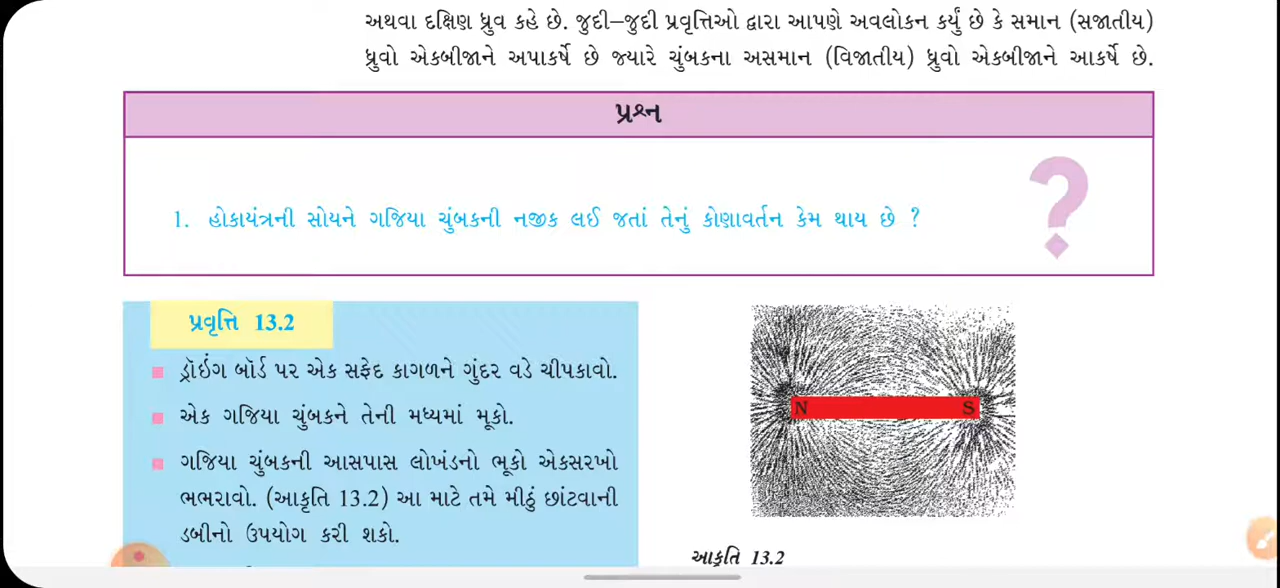 અથવા દક્ષિણ ધ્રુવ કહે છે. જુદી–જુદી પ્રવૃત્તિઓ દ્વારા આપણે અવલોકન કર્યું છે કે સમાન (સજાતીય)
ધ્રુવો એકબીજાને અપાકર્ષે છે જ્યારે ચુંબકના અસમાન (વિજાતીય) ધ્રુવો એકબીજાને આકર્ષે છે.
પ્રશ્ન
?
1. હોકાયંત્રની સોયને ગજિયા ચુંબકની નજીક લઈ જતાં તેનું કોણાવર્તન કેમ થાય છે ?
પ્રવૃત્તિ 13.2
ડ્રૉઇંગ બૉર્ડ પર એક સફેદ કાગળને ગુંદર વડે ચીપકાવો.
એક ગજિયા ચુંબકને તેની મધ્યમાં મૂકો.
ગજિયા ચુંબકની આસપાસ લોખંડનો ભૂકો એકસરખો
ભભરાવો. (આકૃતિ 13.2) આ માટે તમે મીઠું છાંટવાની
ડબીનો ઉપયોગ કરી શકો.
N S
આકૃતિ 13.2